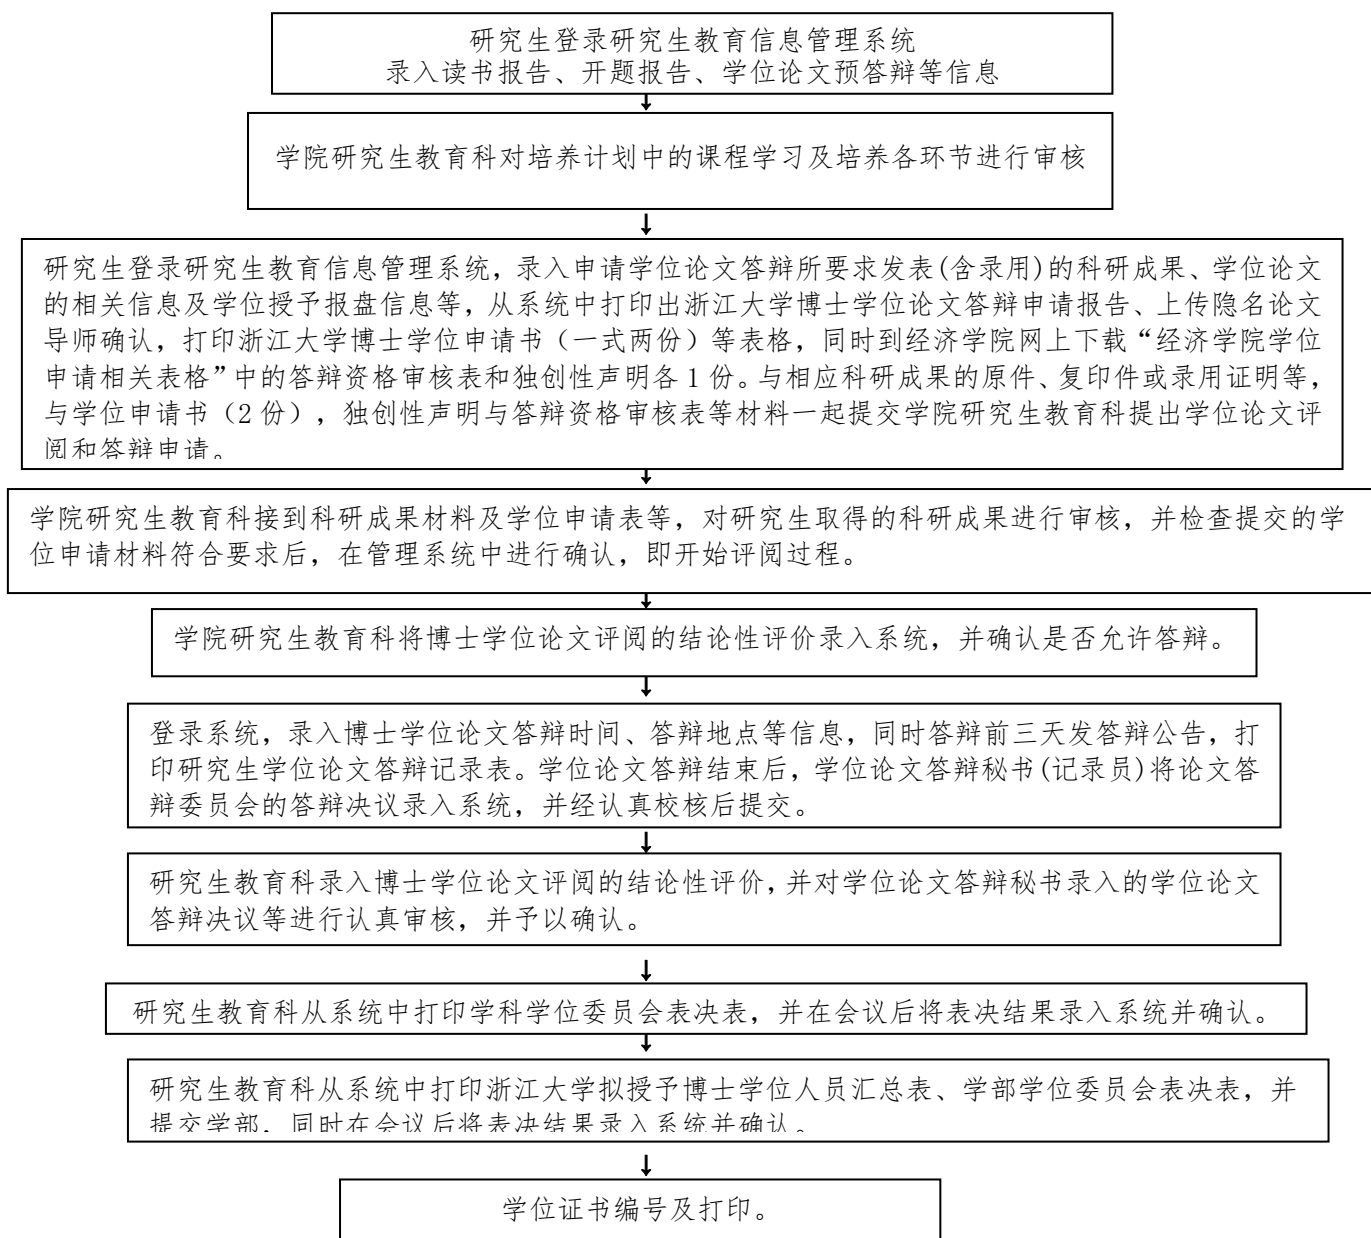 研究生登录研究生教育信息管理系统
录入读书报告、开题报告、学位论文预答辩等信息
学院研究生教育科对培养计划中的课程学习及培养各环节进行审核
研究生登录研究生教育信息管理系统，录入申请学位论文答辩所要求发表(含录用)的科研成果、学位论文
的相关信息及学位授予报盘信息等，从系统中打印出浙江大学博士学位论文答辩申请报告、上传隐名论文
导师确认，打印浙江大学博士学位申请书（一式两份）等表格，同时到经济学院网上下载“经济学院学位
申请相关表格”中的答辩资格审核表和独创性声明各 1 份。与相应科研成果的原件、复印件或录用证明等，
与学位申请书（2 份），独创性声明与答辩资格审核表等材料一起提交学院研究生教育科提出学位论文评
阅和答辩申请。
学院研究生教育科接到科研成果材料及学位申请表等，对研究生取得的科研成果进行审核，并检查提交的学
位申请材料符合要求后，在管理系统中进行确认，即开始评阅过程。
学院研究生教育科将博士学位论文评阅的结论性评价录入系统，并确认是否允许答辩。
登录系统，录入博士学位论文答辩时间、答辩地点等信息，同时答辩前三天发答辩公告，打
印研究生学位论文答辩记录表。学位论文答辩结束后，学位论文答辩秘书(记录员)将论文答
辩委员会的答辩决议录入系统，并经认真校核后提交。
研究生教育科录入博士学位论文评阅的结论性评价，并对学位论文答辩秘书录入的学位论文
答辩决议等进行认真审核，并予以确认。
研究生教育科从系统中打印学科学位委员会表决表，并在会议后将表决结果录入系统并确认。
研究生教育科从系统中打印浙江大学拟授予博士学位人员汇总表、学部学位委员会表决表，并
提交学部，同时在会议后将表决结果录入系统并确认。
学位证书编号及打印。